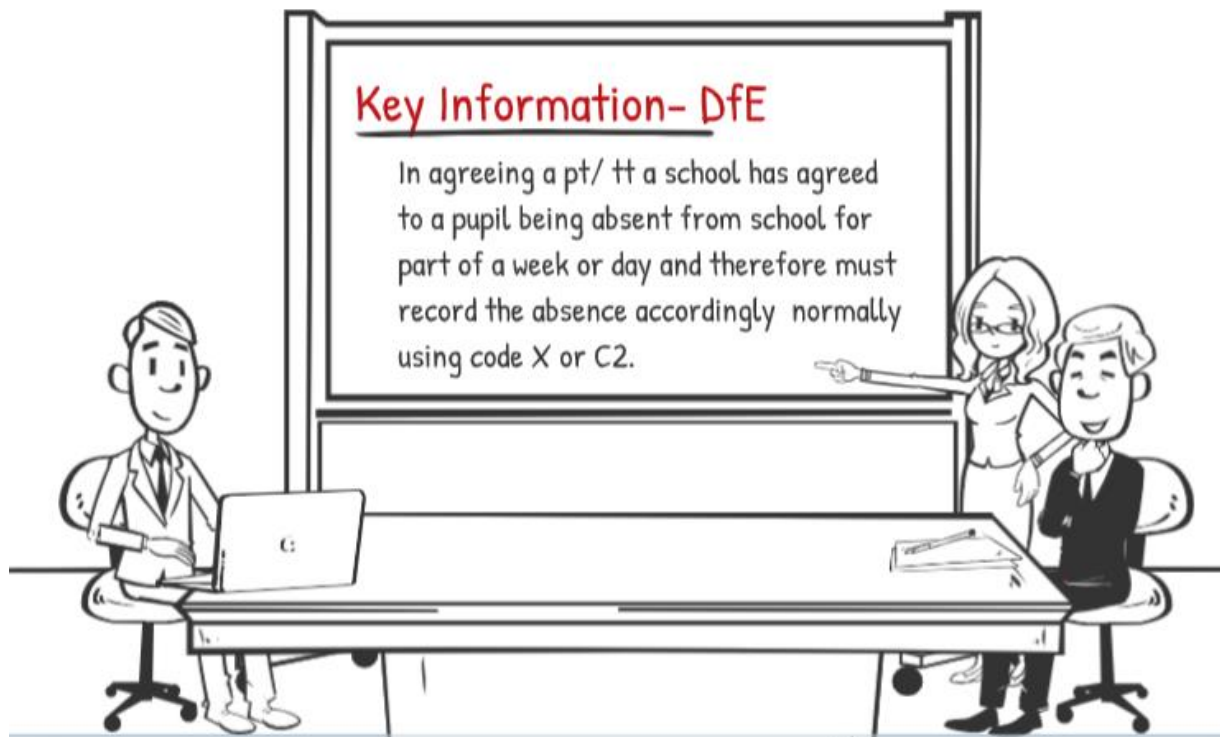 Key Information- DfE
In agreeing a pt/ tt a school has agreed
to a pupil being absent from school for
part of a week or day and therefore must
record the absence accordingly normally
using code X or C2.